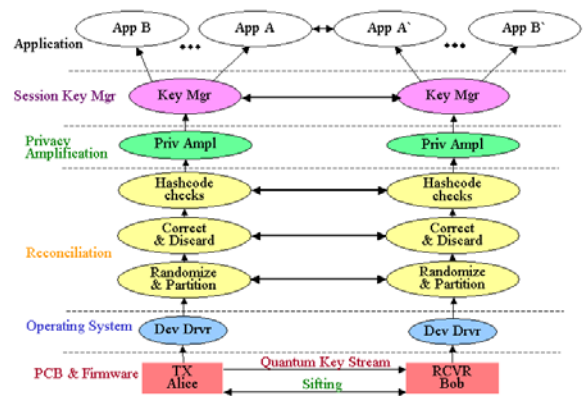 App B
App A
App A`
App B`
Application
Session Key Mgr
Key Mgr
Key Mgr
Privacy
Amplification
Priv Ampl
Priv Ampl
Hashcode
checks
Hashcode
checks
Reconciliation
Correct
& Discard
Correct
& Discard
Randomize
& Partition
Randomize
& Partition
Operating System
Dev Drvr
Dev Drvr
PCB & Firmware
TX
Alice
Quantum Key Stream
Sifting
RCVR
Bob